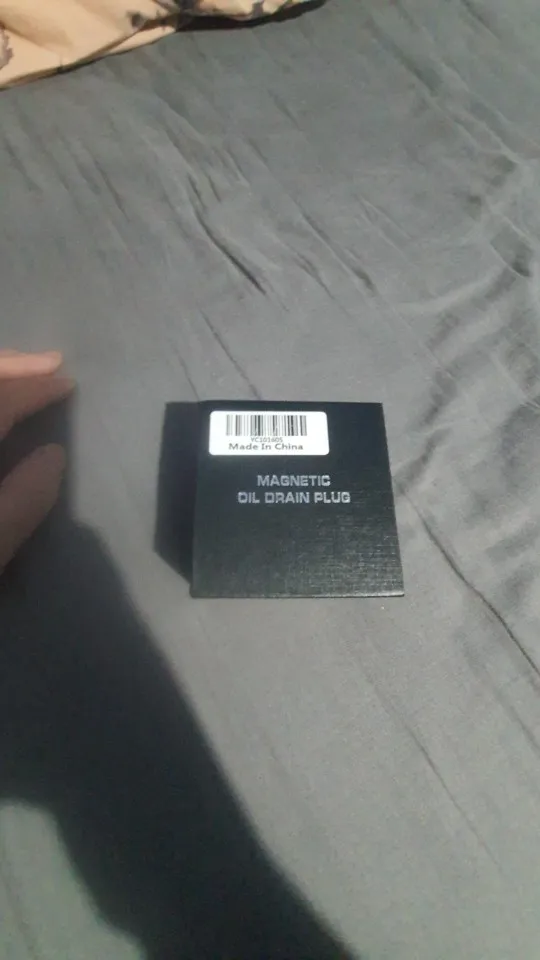 YC101605
Made In China
MAGNETIC
OIL DRAIN PLUG